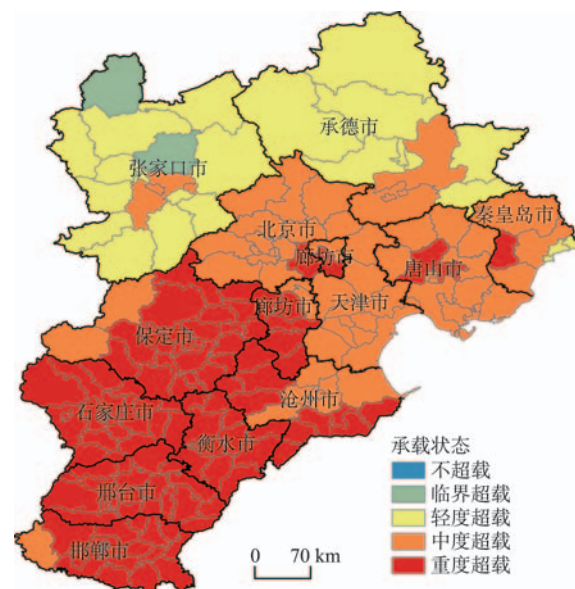 承德市
张家口市
秦皇岛市
北京市
廊坊市
唐山市
廊坊市
天津市
保定市
沧州市
石家庄市
衡水市
邢台市
邯郸市
承载状态
不超载
临界超载
轻度超载
中度超载
重度超载
0 70 km